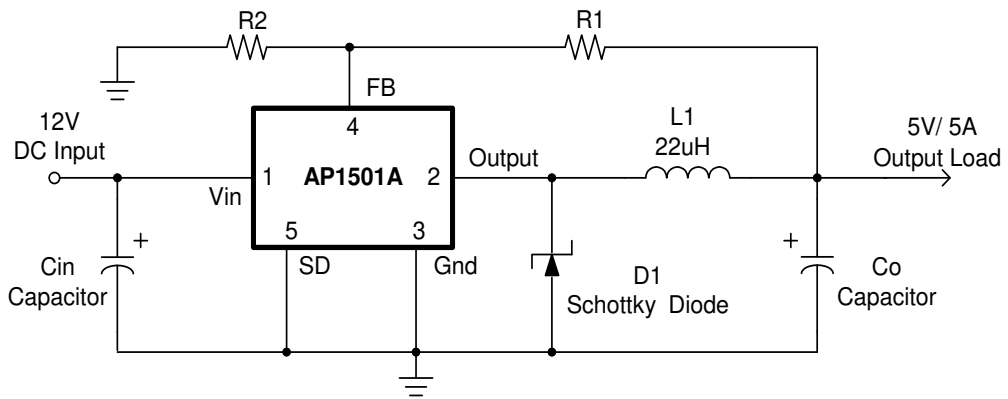 R2
R1
FB
12V
DC Input
4
L1
22uH
5V/ 5A
Output Load
Output
1
AP1501A
2
Vin
5
3
SD
Gnd
+
+
Cin
Capacitor
D1
Schottky Diode
Co
Capacitor